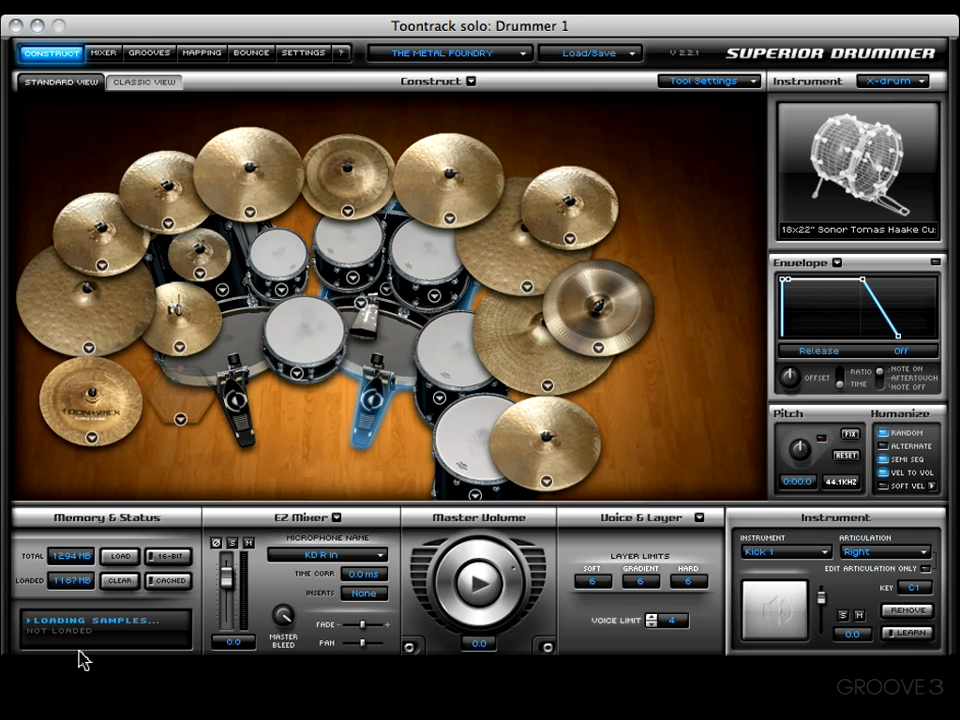 Toontrack solo: Drummer 1
CONSTRUCT MIXER GROOVES MAPPING BOUNCE SETTINGS ? THE METAL FOUNDRY Load/Save V 2.2.1 SUPERIOR DRUMMER
STANDARD VIEW CLASSIC VIEW Construct Tool Settings Instrument X-drum
18x22" Sonor Tomas Haake Cu
Envelope
Release Off
OFFSET RATIO TIME NOTE ON AFTERTOUCH NOTE OFF
Pitch Humanize
FIX RESET 0:00.0 44.1KHZ
RANDOM
ALTERNATE
SEMI SEQ
VEL TO VOL
SOFT VEL
TOONTRACK
Memory & Status
TOTAL 1294 MB LOAD 16-BIT
LOADED 1187 MB CLEAR CACHED
LOADING SAMPLES...
NOT LOADED
EZ Mixer
S M MICROPHONE NAME
KD R In
TIME CORR 0.0 ms
INSERTS None
MASTER BLEED
FADE - +
PAN
0.0
Master Volume
0.0
Voice & Layer
LAYER LIMITS
SOFT GRADIENT HARD
6 6 6
VOICE LIMIT 4
Instrument
INSTRUMENT ARTICULATION
Kick 1 Right
EDIT ARTICULATION ONLY
KEY C1
S M REMOVE
0.0 LEARN
GROOVE 3